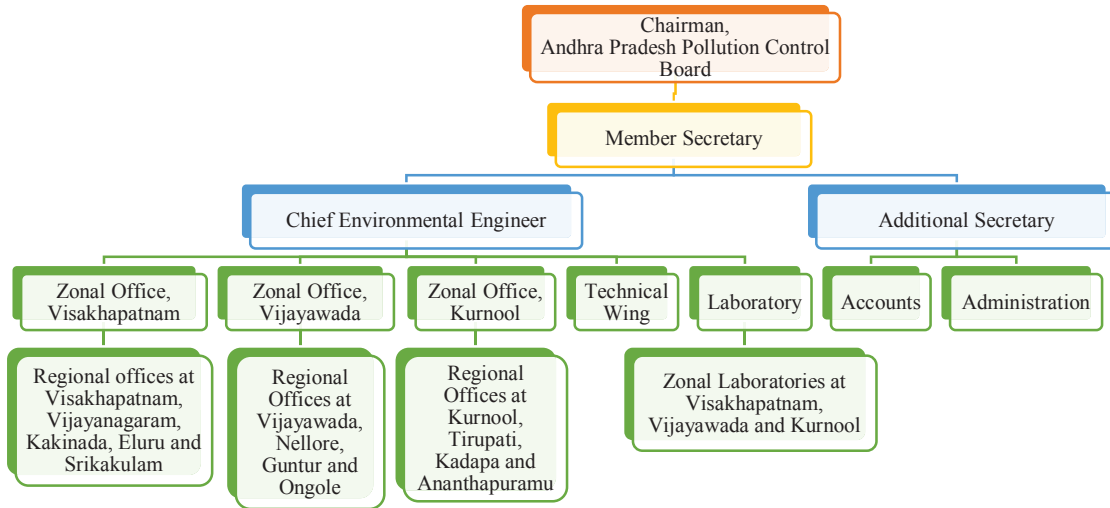 Chairman,
Andhra Pradesh Pollution Control
Board
Member Secretary
Chief Environmental Engineer
Additional Secretary
Zonal Office,
Visakhapatnam
Zonal Office,
Vijayawada
Zonal Office,
Kurnool
Technical
Wing
Laboratory
Accounts
Administration
Regional offices at
Visakhapatnam,
Vijayanagaram,
Kakinada, Eluru and
Srikakulam
Regional
Offices at
Vijayawada,
Nellore,
Guntur and
Ongole
Regional
Offices at
Kurnool,
Tirupati,
Kadapa and
Ananthapuramu
Zonal Laboratories at
Visakhapatnam,
Vijayawada and Kurnool